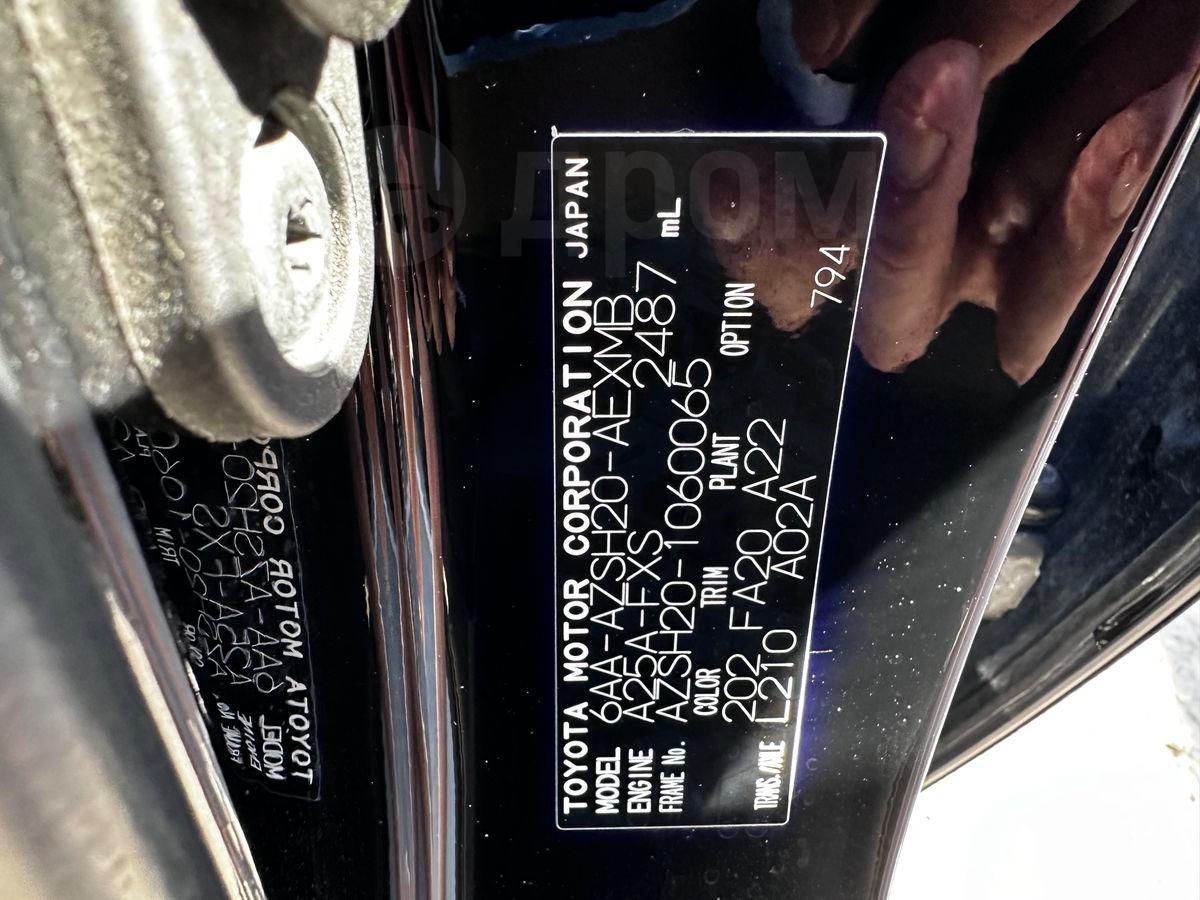 дром
TOYOTA MOTOR CORPORATION JAPAN
MODEL 6AA-AZSH20-AEXMB
ENGINE A25A-FXS 2487 mL
FRAME No. AZSH20-1060065
COLOR TRIM PLANT OPTION
202 FA20 A22 794
TRANS./AXLE L210 A02A